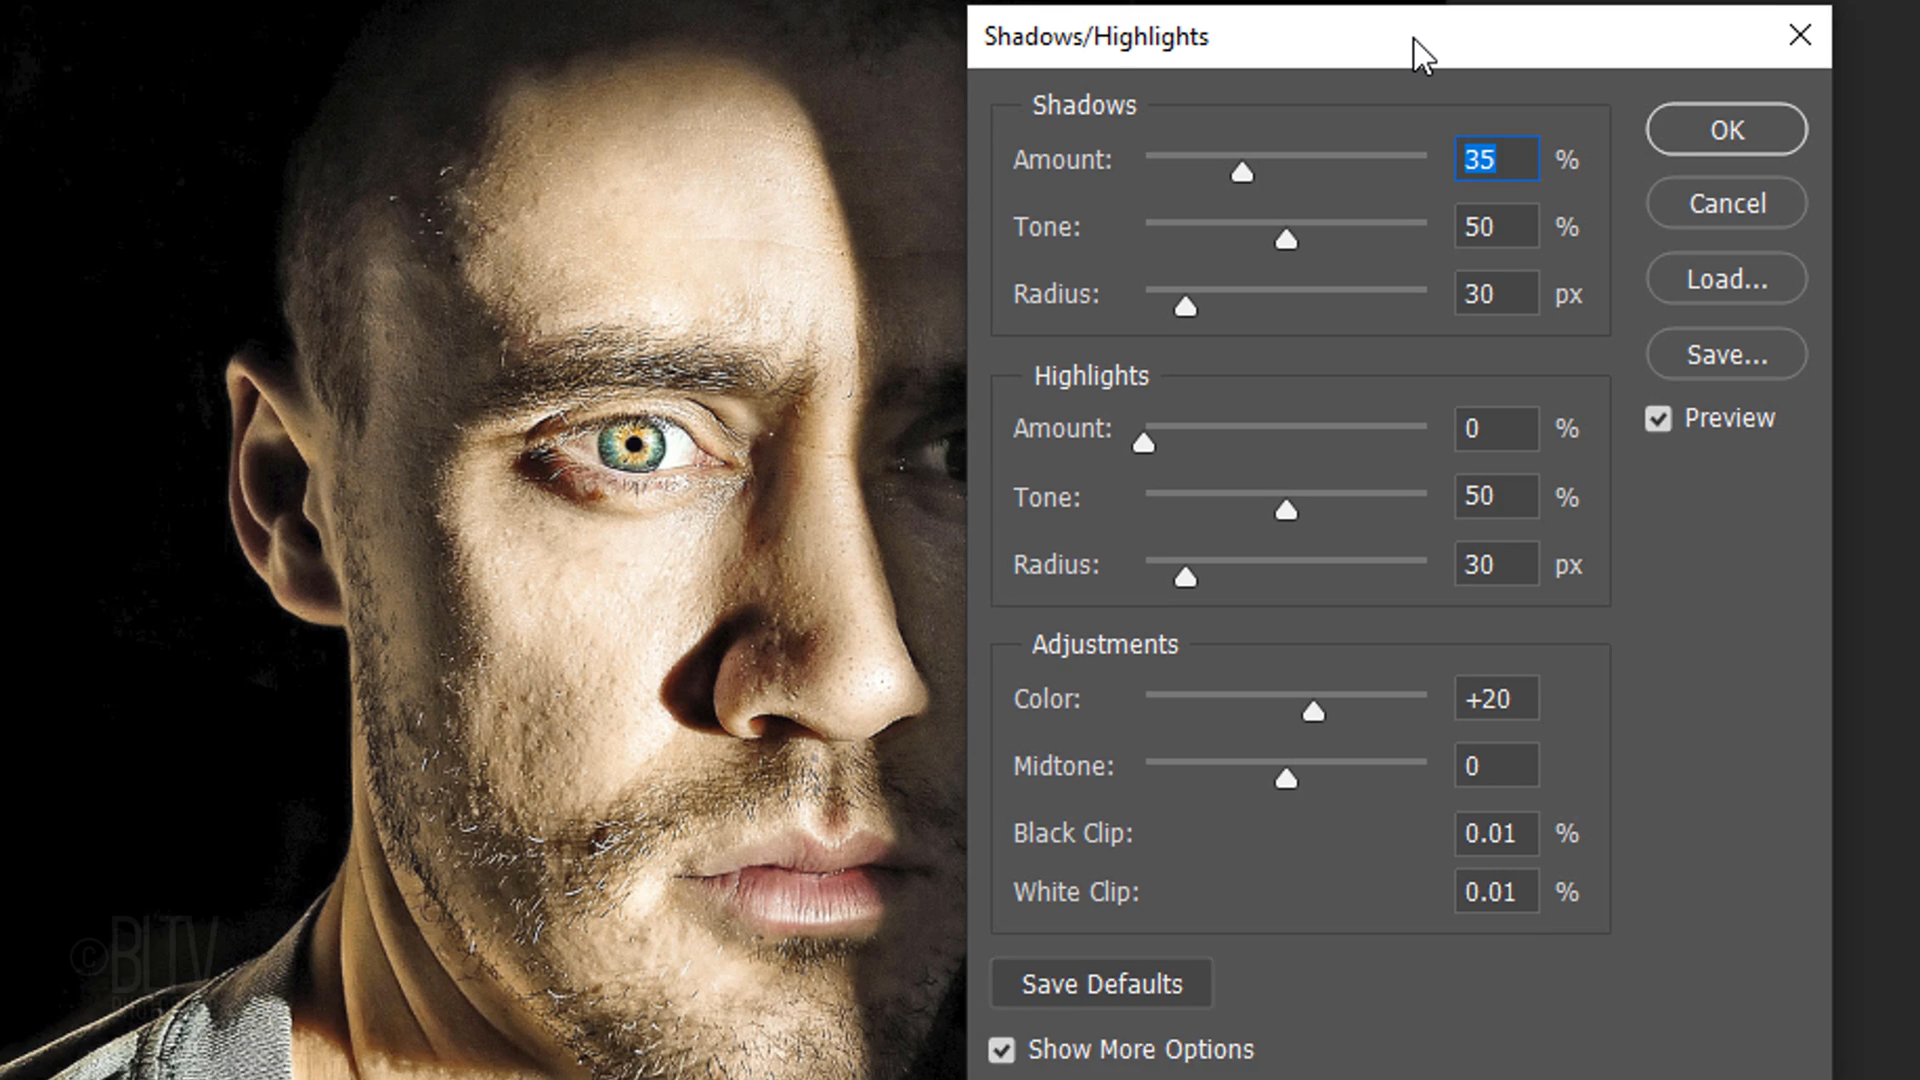 Shadows/Highlights
Shadows
Amount: 35 %
Tone: 50 %
Radius: 30 px
Highlights
Amount: 0 %
Tone: 50 %
Radius: 30 px
Adjustments
Color: +20
Midtone: 0
Black Clip: 0.01 %
White Clip: 0.01 %
Save Defaults
Show More Options
OK
Cancel
Load...
Save...
Preview
©BLTV